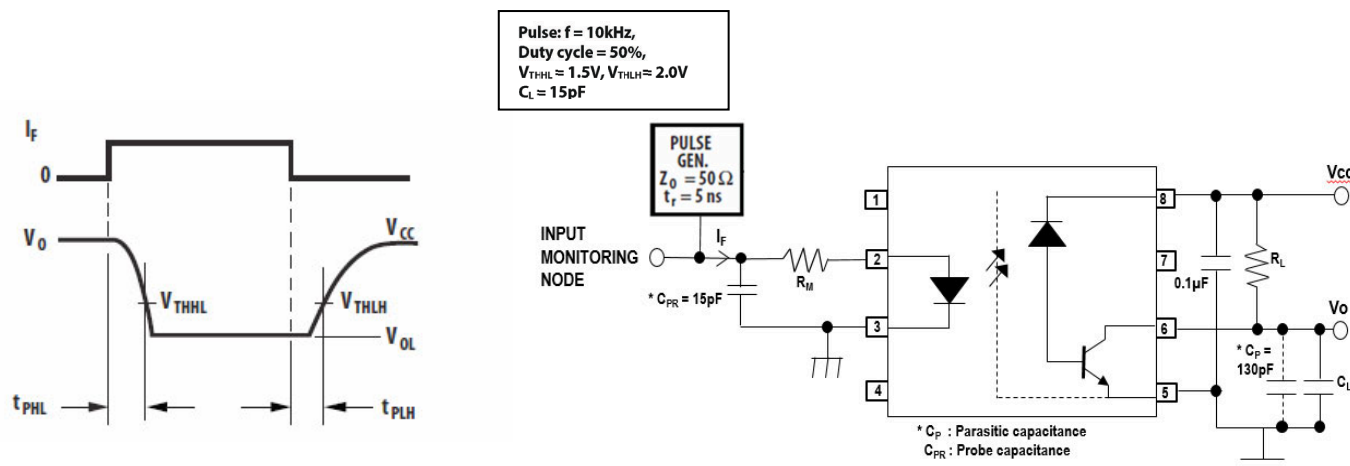 Pulse: f = 10kHz,
Duty cycle = 50%,
VTHHL = 1.5V, VTHLH = 2.0V
CL = 15pF
IF
0
VO
VCC
VTHHL
VTHLH
VOL
tPHL
tPLH
PULSE
GEN.
Z0 = 50 Ω
tr = 5 ns
INPUT
MONITORING
NODE
IF
RM
* CPR = 15pF
1
2
3
4
8
7
6
5
Vcc
RL
0.1µF
Vo
* CP =
130pF
CL
* CP : Parasitic capacitance
CPR : Probe capacitance